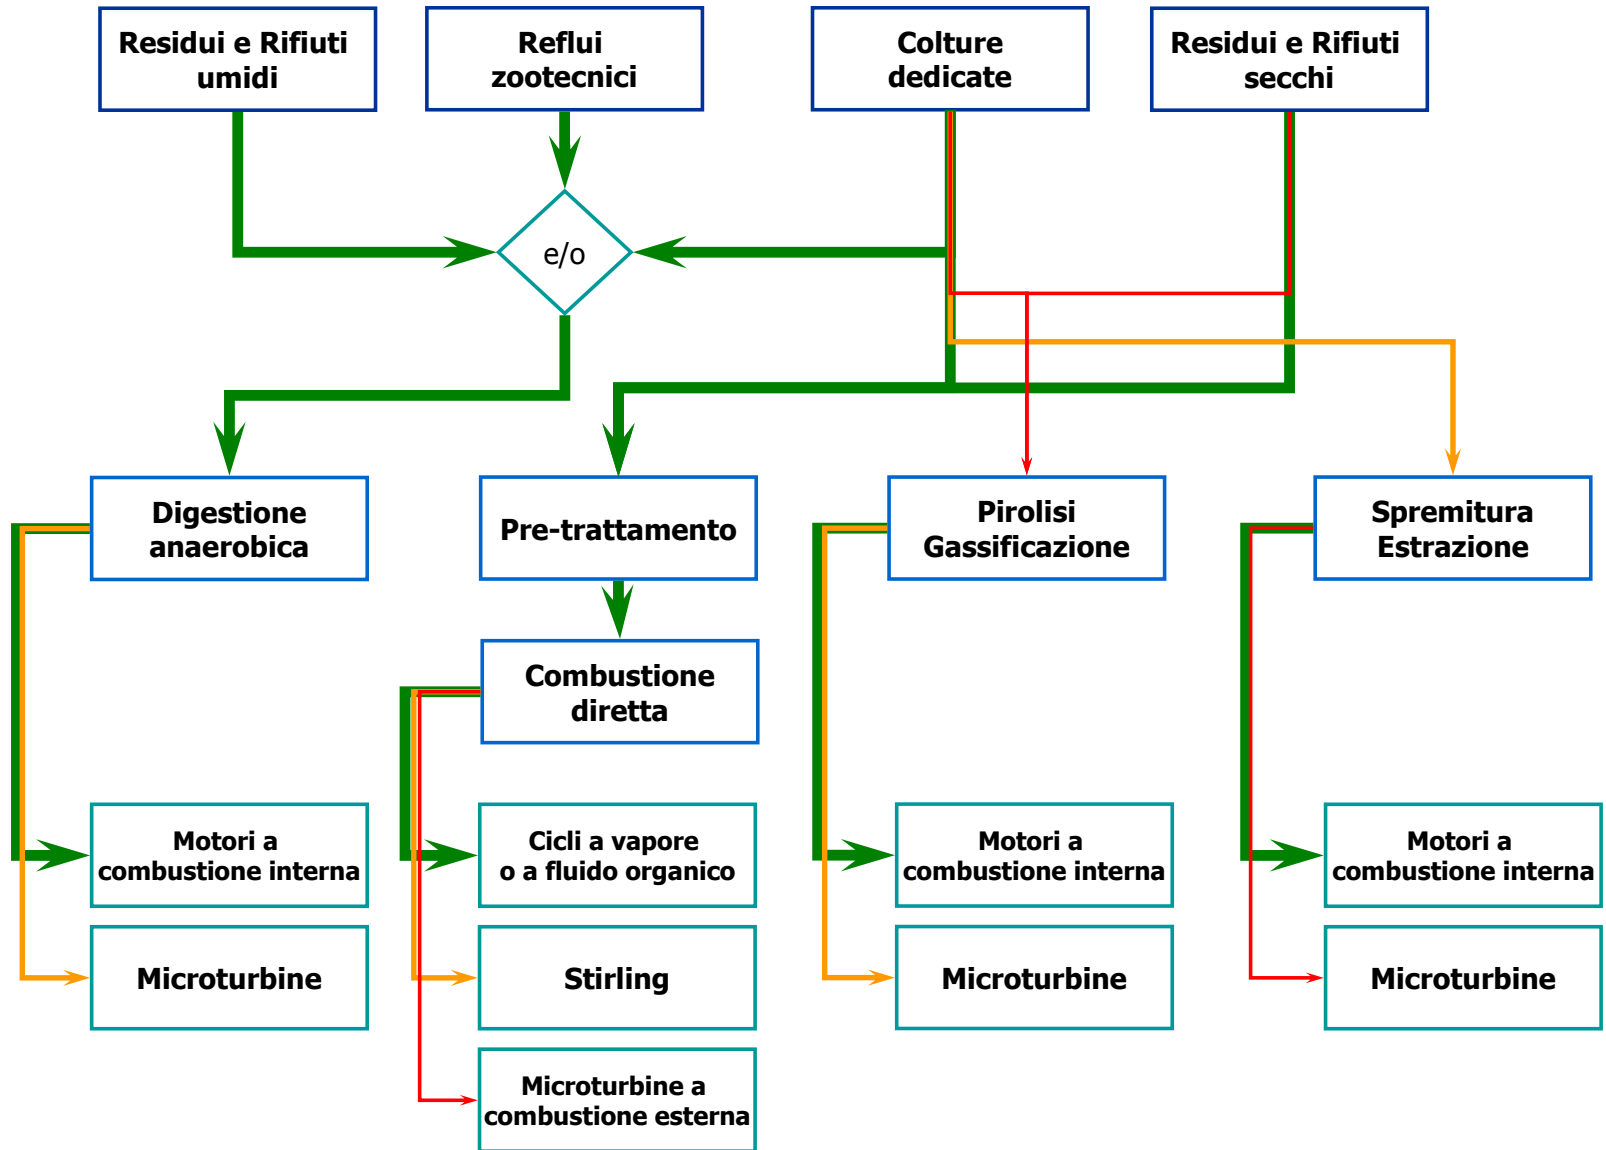 Residui e Rifiuti
umidi
Reflui
zootecnici
Colture
dedicate
Residui e Rifiuti
secchi
e/o
Digestione
anaerobica
Pre-trattamento
Pirolisi
Gassificazione
Spremitura
Estrazione
Combustione
diretta
Motori a
combustione interna
Cicli a vapore
o a fluido organico
Motori a
combustione interna
Motori a
combustione interna
Microturbine
Stirling
Microturbine
Microturbine
Microturbine a
combustione esterna